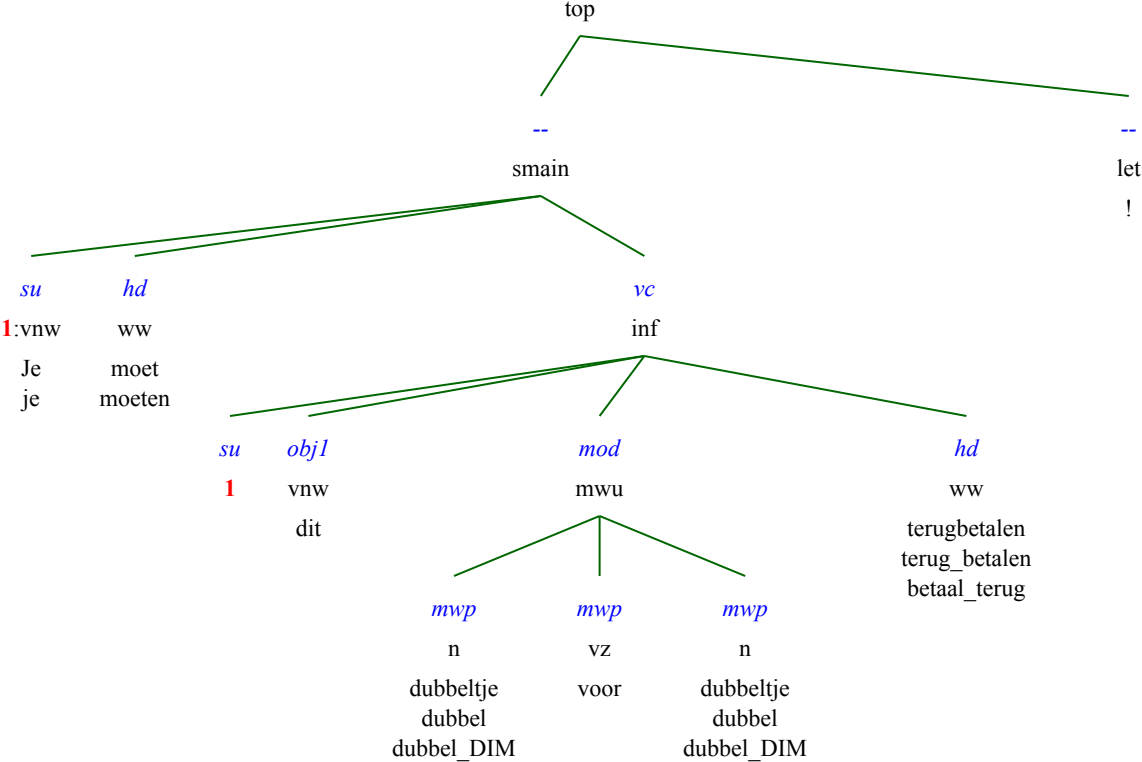 top
-- --
smain let
!
su hd vc
1:vnw ww inf
Je moet
je moeten
su obj1 mod hd
1 vnw mwu ww
dit terugbetalen
terug_betalen
betaal_terug
mwp mwp mwp
n vz n
dubbeltje voor dubbeltje
dubbel dubbel
dubbel_DIM dubbel_DIM